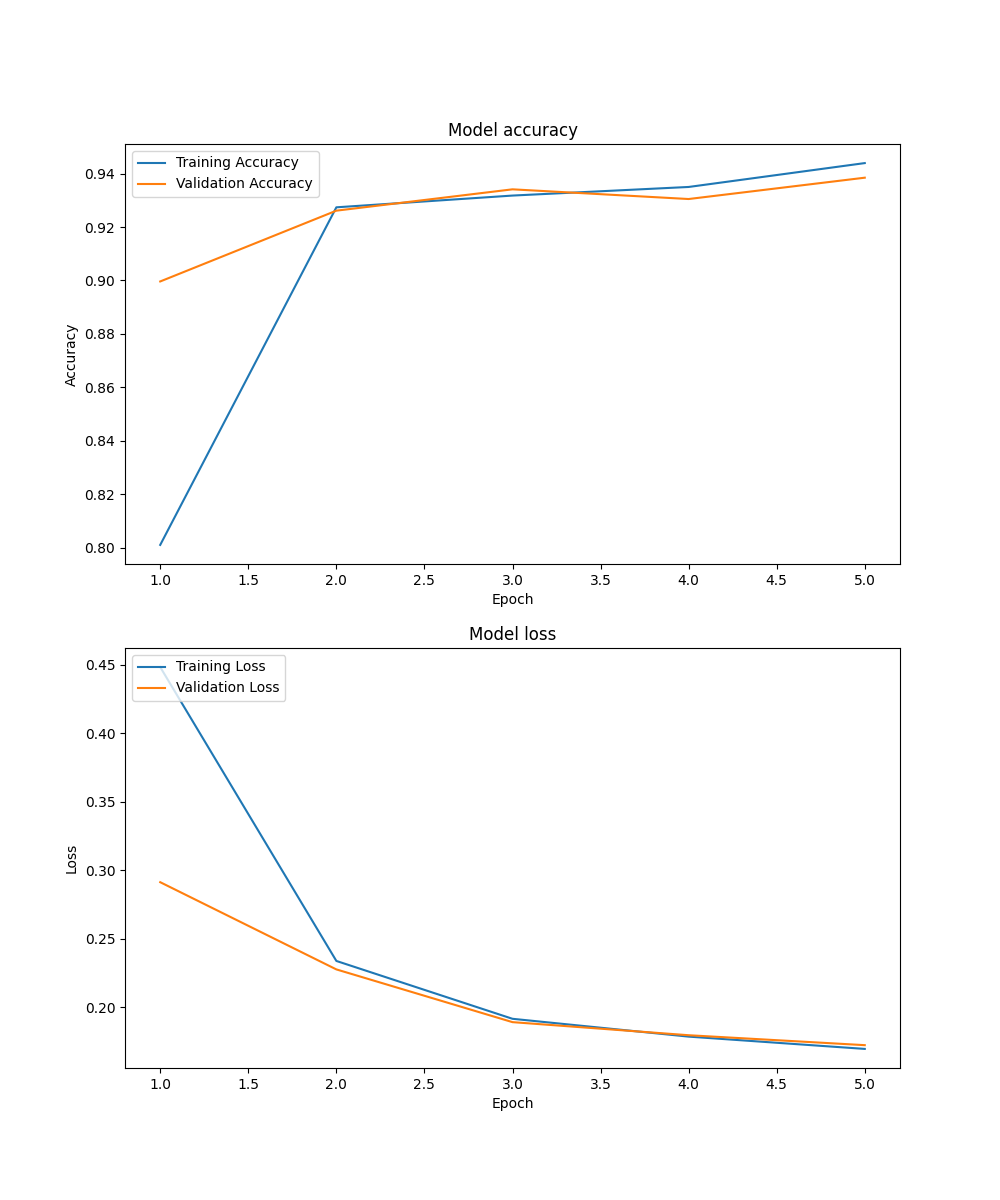 Model accuracy
Training Accuracy
Validation Accuracy
0.94
0.92
0.90
0.88
0.86
0.84
0.82
0.80
Accuracy
1.0 1.5 2.0 2.5 3.0 3.5 4.0 4.5 5.0
Epoch
Model loss
Training Loss
Validation Loss
0.45
0.40
0.35
0.30
0.25
0.20
Loss
1.0 1.5 2.0 2.5 3.0 3.5 4.0 4.5 5.0
Epoch